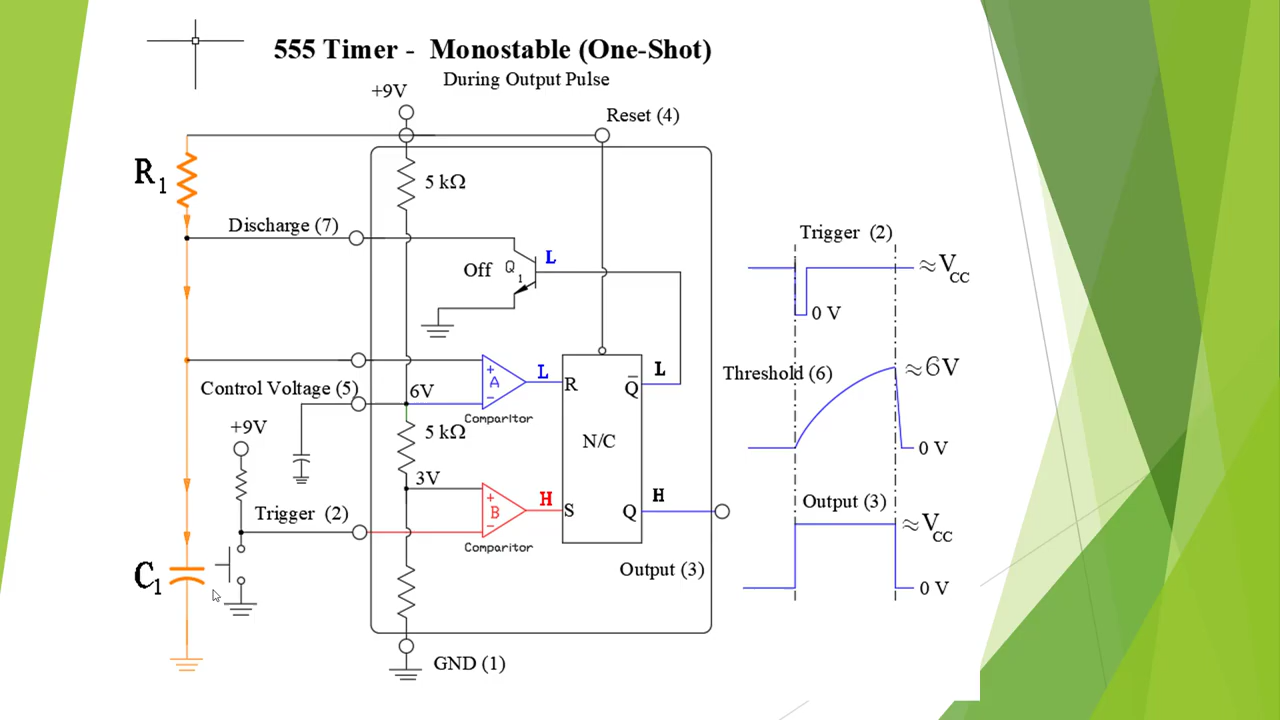 555 Timer - Monostable (One-Shot)
During Output Pulse
+9V
Reset (4)
R1
5 kΩ
Discharge (7)
Trigger (2)
L
Off Q1
≈VCC
0 V
L
A
+
-
L
R
Q̅
Threshold (6)
≈6V
Control Voltage (5)
6V
Comparitor
+9V
5 kΩ
N/C
0 V
3V
H
H
Output (3)
+
B
-
S
Q
Trigger (2)
≈VCC
Comparitor
C1
Output (3)
0 V
GND (1)